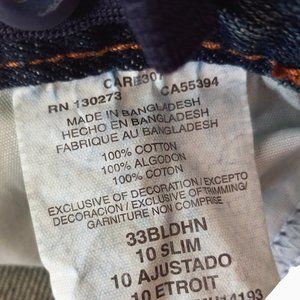 CARE307
RN 130273 CA55394
MADE IN BANGLADESH
HECHO EN BANGLADESH
FABRIQUE AU BANGLADESH
100% COTTON
100% ALGODON
100% COTON
EXCLUSIVE OF DECORATION/EXCEPTO
DECORACION/EXCLUSIVE OF TRIMMING/
GARNITURE NON COMPRISE
33BLDHN
10 SLIM
10 AJUSTADO
10 ETROIT